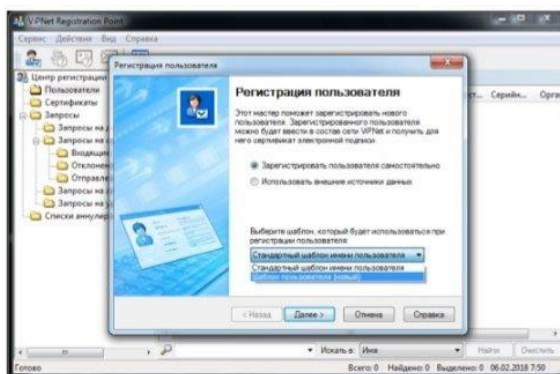 ViPNet Registration Point
Сервис Действия Вид Справка
Центр регистрации
Пользователи
Сертификаты
Запросы
Запросы на
Запросы на
Входящи
Отклонен
Отправле
Запросы на
Запросы на
Списки аннулир
Регистрация пользователя
Регистрация пользователя
Этот мастер поможет зарегистрировать нового
пользователя. Зарегистрированного пользователя
можно будет ввести в состав сети ViPNet и получить для
него сертификат электронной подписи.
Зарегистрировать пользователя самостоятельно
Использовать внешние источники данных
Выберите шаблон, который будет использоваться при
регистрации пользователя:
Стандартный шаблон имени пользователя
Стандартный шаблон имени пользователя
Шаблон пользователя (новый)
< Назад Далее > Отмена Справка
Серийн... Орга
Искать в: Имя Найти Очистить
Готово Всего: 0 Найдено: 0 Выделено: 0 06.02.2018 7:50